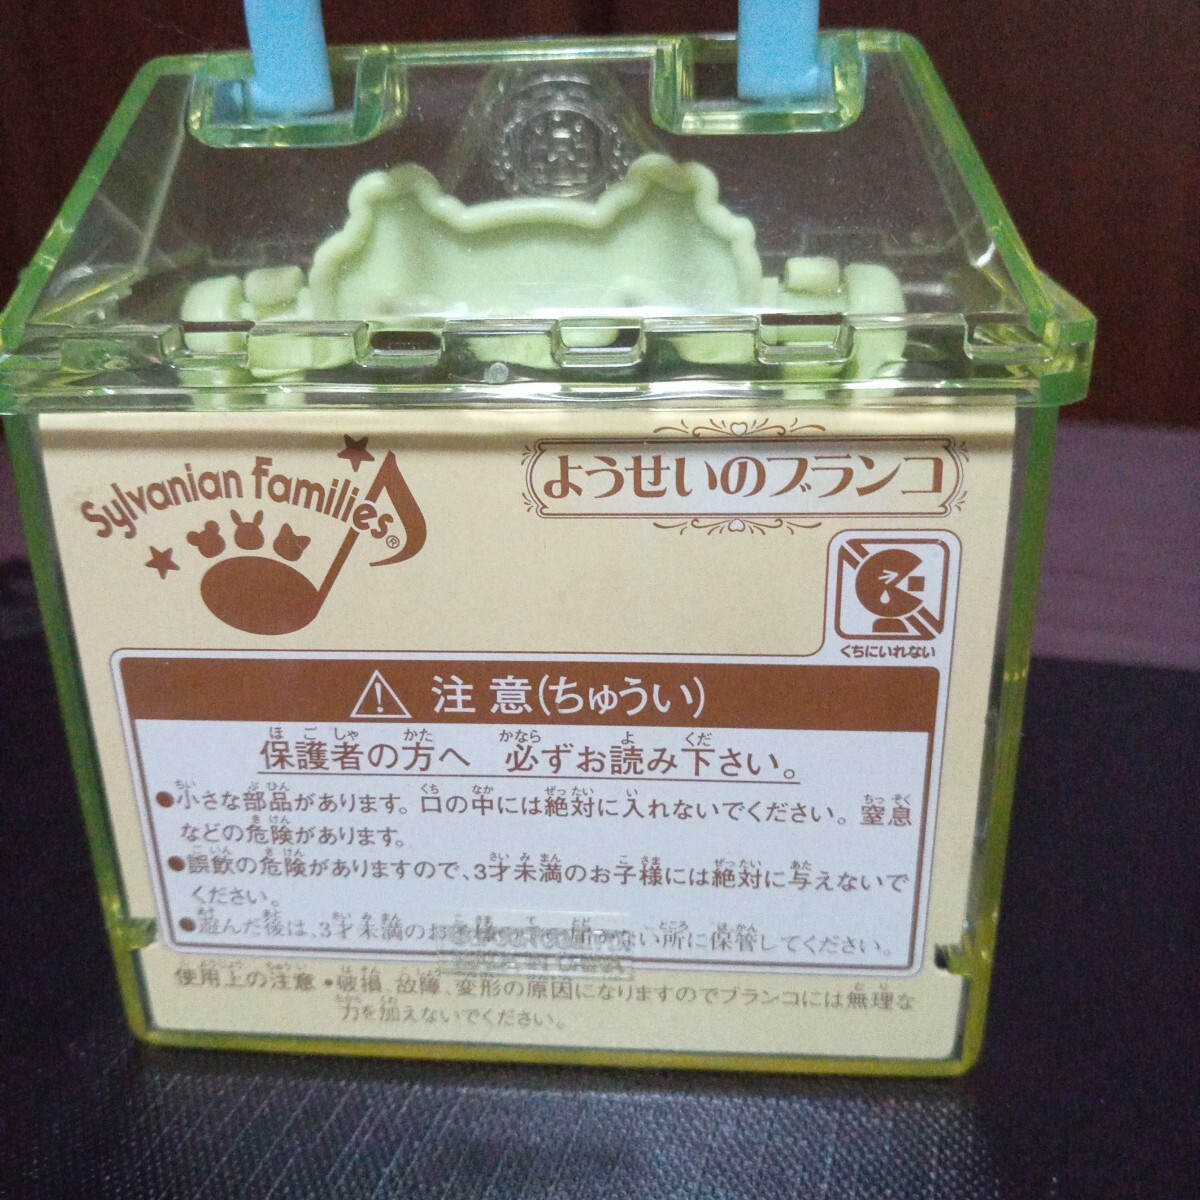 Sylvanian Families®
ようせいのブランコ
くちにいれない
注意(ちゅうい)
保護者の方へ 必ずお読み下さい。
●小さな部品があります。口の中には絶対に入れないでください。窒息
などの危険があります。
●誤飲の危険がありますので、3才未満のお子様には絶対に与えないで
ください。
●遊んだ後は、3才未満のお子様の手の届かない所に保管してください。
使用上の注意 •破損、故障、変形の原因になりますのでブランコには無理な
力を加えないでください。